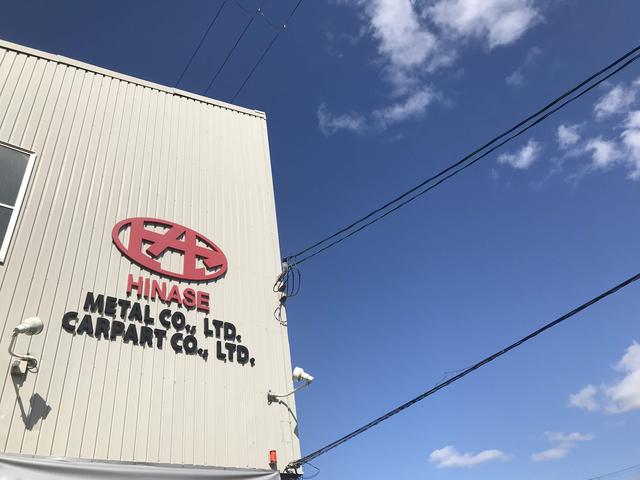 HINASE
METAL CO., LTD.
CARPART CO., LTD.